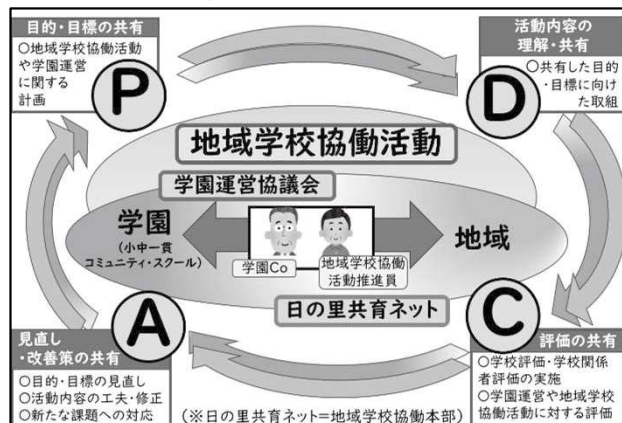 目的・目標の共有
○地域学校協働活動
や学園運営
に関する
計画
P
活動内容の
理解・共有
○共有した目的
・目標に向け
た取組
D
地域学校協働活動
学園運営協議会
学園
(小中一貫
コミュニティ・スクール)
地域
学園Co
地域学校協働
活動推進員
日の里共育ネット
A
見直し
・改善策の共有
○目的・目標の見直し
○活動内容の工夫・修正
○新たな課題への対応
C
評価の共有
○学校評価・学校関係
者評価の実施
○学園運営や地域学校
協働活動に対する評価
(※日の里共育ネット=地域学校協働本部)